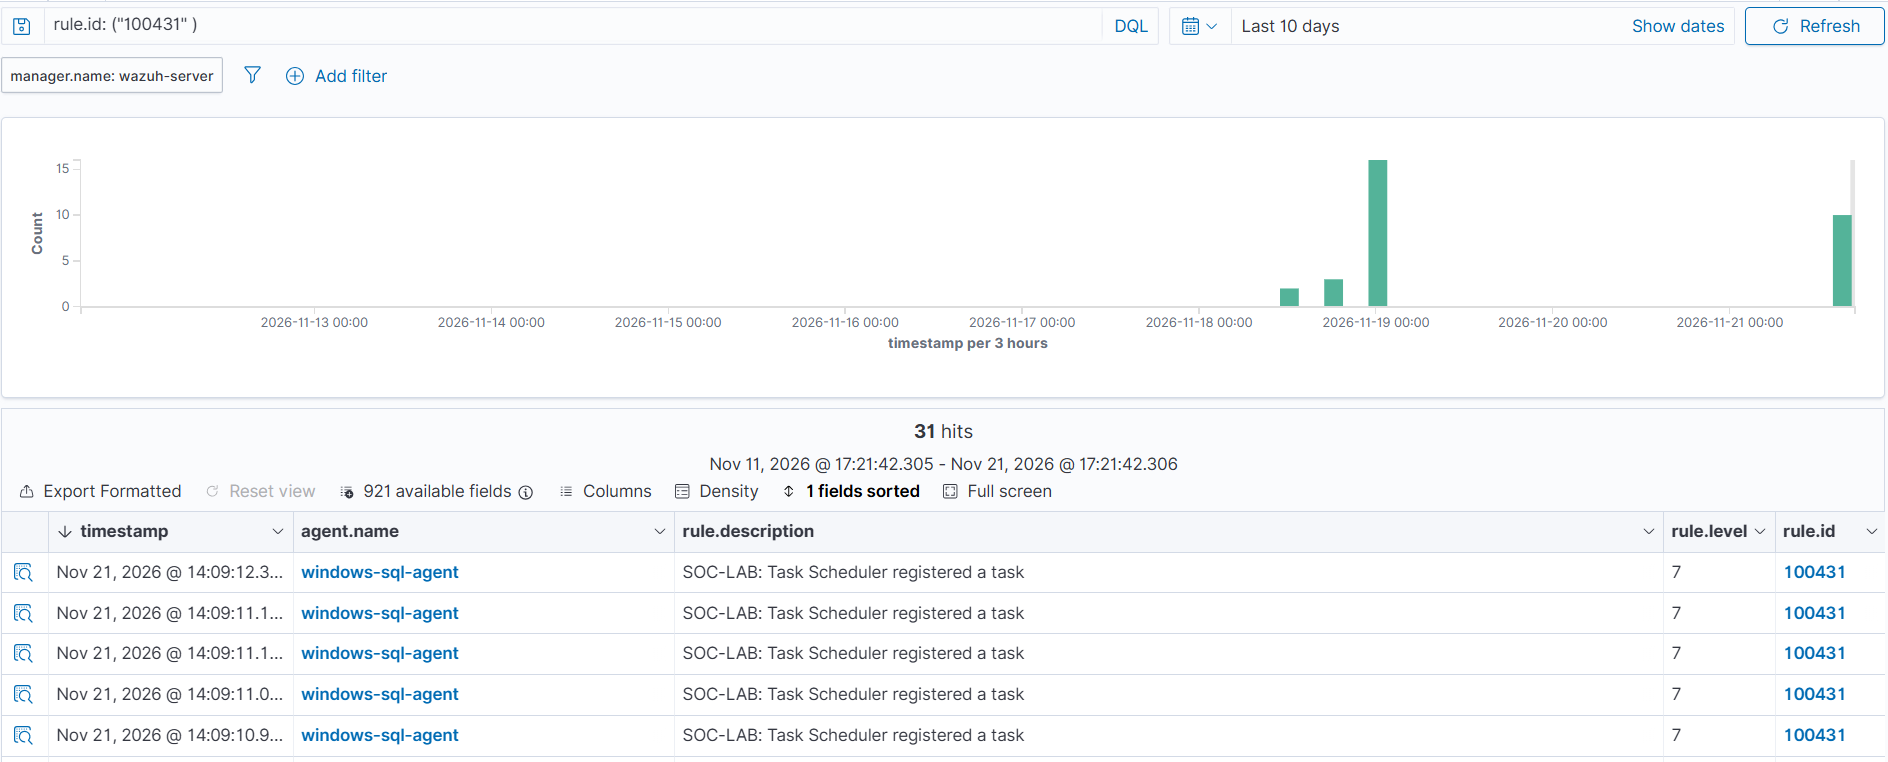 rule.id: ("100431" ) DQL Last 10 days Show dates Refresh
manager.name: wazuh-server Add filter
15
10
5
0
Count
2026-11-13 00:00 2026-11-14 00:00 2026-11-15 00:00 2026-11-16 00:00 2026-11-17 00:00 2026-11-18 00:00 2026-11-19 00:00 2026-11-20 00:00 2026-11-21 00:00
timestamp per 3 hours
31 hits
Nov 11, 2026 @ 17:21:42.305 - Nov 21, 2026 @ 17:21:42.306
Export Formatted Reset view 921 available fields Columns Density 1 fields sorted Full screen
timestamp agent.name rule.description rule.level rule.id
Nov 21, 2026 @ 14:09:12.3... windows-sql-agent SOC-LAB: Task Scheduler registered a task 7 100431
Nov 21, 2026 @ 14:09:11.1... windows-sql-agent SOC-LAB: Task Scheduler registered a task 7 100431
Nov 21, 2026 @ 14:09:11.1... windows-sql-agent SOC-LAB: Task Scheduler registered a task 7 100431
Nov 21, 2026 @ 14:09:11.0... windows-sql-agent SOC-LAB: Task Scheduler registered a task 7 100431
Nov 21, 2026 @ 14:09:10.9... windows-sql-agent SOC-LAB: Task Scheduler registered a task 7 100431